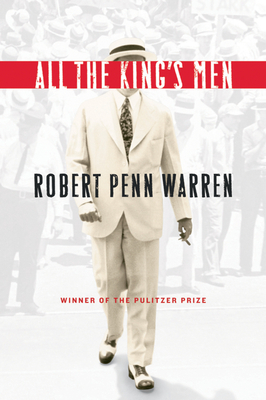 ALL THE KING'S MEN
ROBERT PENN WARREN
WINNER OF THE PULITZER PRIZE